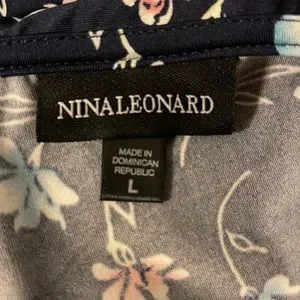 NINALEONARD
MADE IN
DOMINICAN
REPUBLIC
L